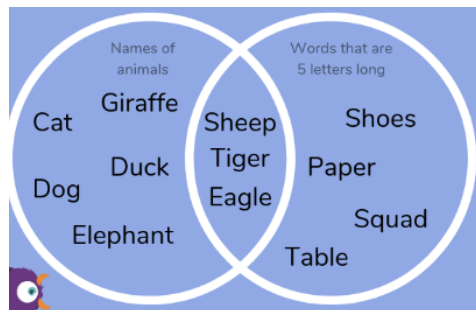 Names of
animals
Words that are
5 letters long
Giraffe
Cat
Duck
Dog
Elephant
Sheep
Tiger
Eagle
Shoes
Paper
Squad
Table